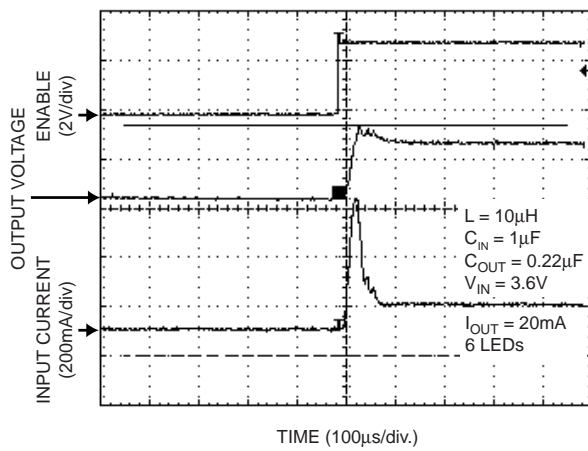 ENABLE
(2V/div)
OUTPUT VOLTAGE
INPUT CURRENT
(200mA/div)
L = 10μH
C_IN = 1μF
C_OUT = 0.22μF
V_IN = 3.6V
I_OUT = 20mA
6 LEDs
TIME (100μs/div.)